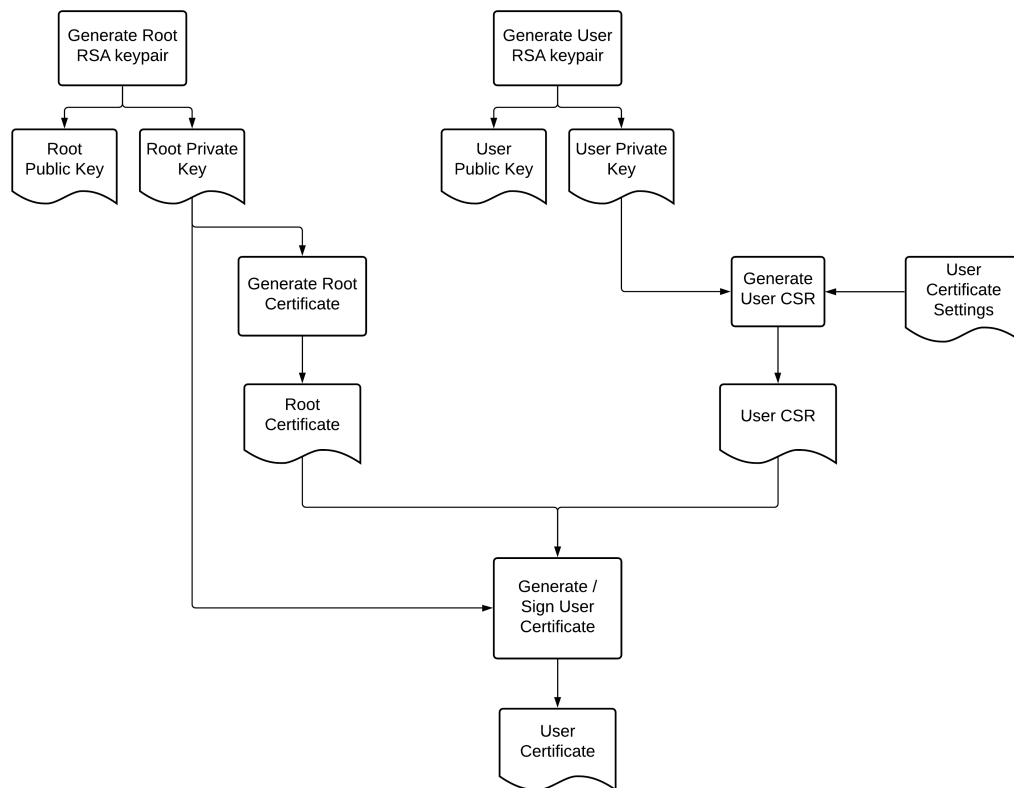 Generate Root
RSA keypair
Generate User
RSA keypair
Root
Public Key
Root Private
Key
User
Public Key
User Private
Key
Generate Root
Certificate
Generate
User CSR
User
Certificate
Settings
Root
Certificate
User CSR
Generate /
Sign User
Certificate
User
Certificate